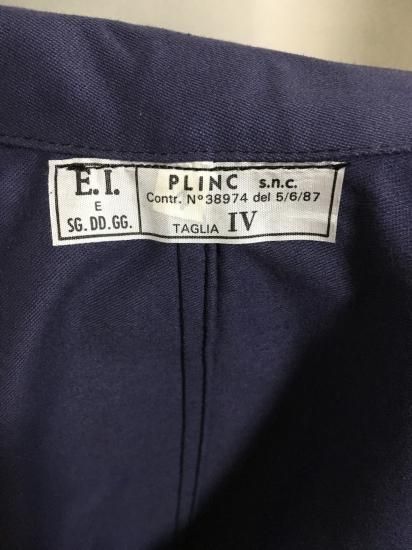 E.I.
E
SG.DD.GG.
PLINC s.n.c.
Contr. N° 38974 del 5/6/87
TAGLIA IV